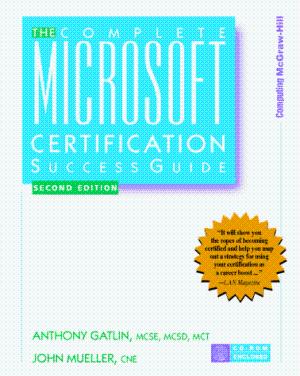 THE COMPLETE
MICROSOFT
CERTIFICATION
SUCCESS GUIDE
SECOND EDITION
Computing McGraw-Hill
"It will show you
the ropes of becoming
certified and help you map
out a strategy for using
your certification as
a career boost ..."
—LAN Magazine
ANTHONY GATLIN, MCSE, MCSD, MCT
JOHN MUELLER, CNE
CD-ROM
ENCLOSED